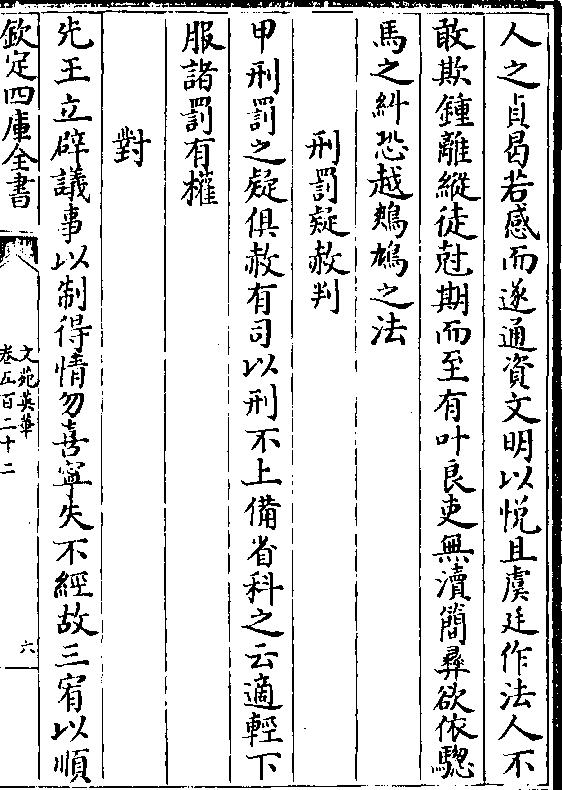 人之貞曷若感而遂通資文明以悅且虞廷作法人不
敢欺鍾離縱徒尅期而至有叶良吏無瀆簡彝欲依驄
馬之糾恐越鷞鳩之法
刑罰疑赦判
甲刑罰之疑俱赦有司以刑不上備省科之云適輕下
服諸罰有權
對
先王立辟議事以制得情勿喜寧失不經故三宥以順
欽定四庫全書
文苑英華
卷五百二十二
六